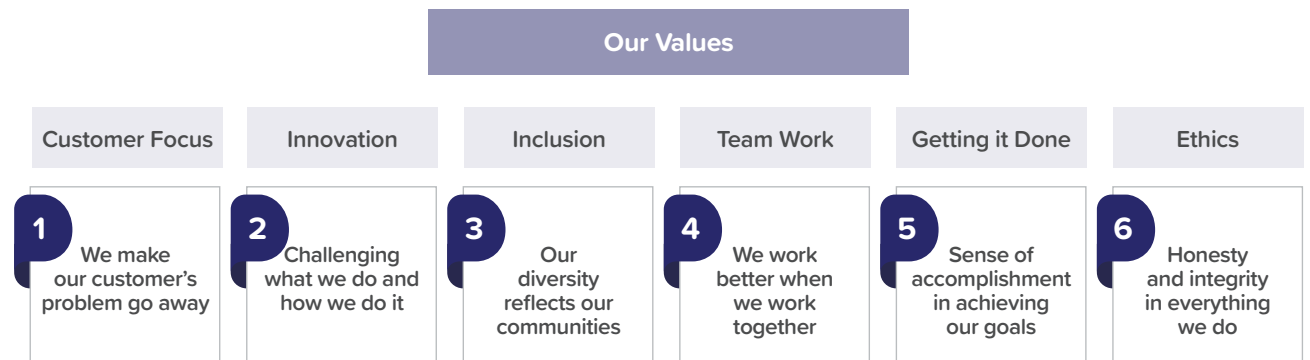 Our Values
Customer Focus
Innovation
Inclusion
Team Work
Getting it Done
Ethics
1
We make
our customer's
problem go away
2
Challenging
what we do and
how we do it
3
Our
diversity
reflects our
communities
4
We work
better when
we work
together
5
Sense of
accomplishment
in achieving
our goals
6
Honesty
and integrity
in everything
we do